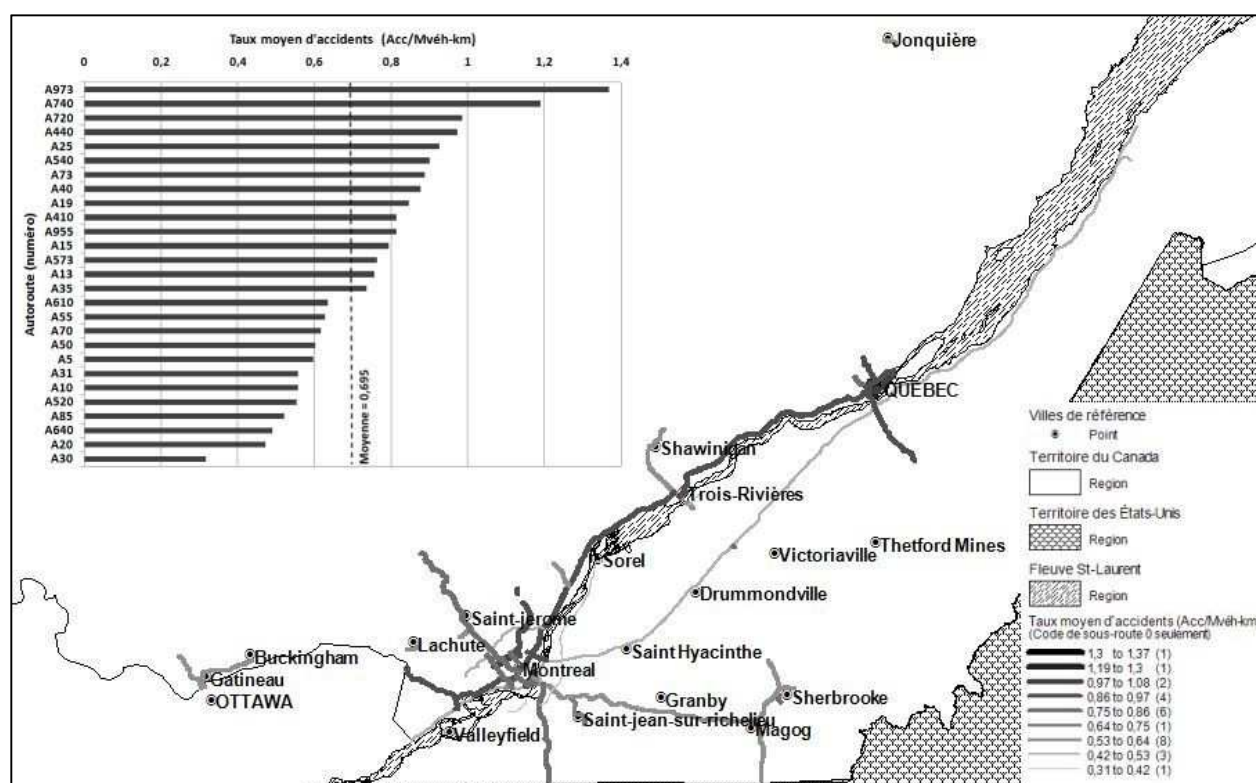 Taux moyen d'accidents (Acc/Mvéh-km)
0 0,2 0,4 0,6 0,8 1 1,2 1,4
Autoroute (numéro)
A973
A740
A720
A440
A25
A540
A73
A40
A19
A410
A955
A15
A573
A13
A35
A610
A55
A70
A50
A5
A31
A10
A520
A85
A640
A20
A30
Moyenne = 0,695
Jonquière
QUEBEC
Shawinigan
Trois-Rivières
Sorel
Victoriaville
Thetford Mines
Drummondville
Saint-jerome
Lachute
Buckingham
Gatineau
OTTAWA
Montreal
Saint Hyacinthe
Granby
Sherbrooke
Saint-jean-sur-richelieu
Magog
Valleyfield
Villes de référence
Point
Territoire du Canada
Region
Territoire des États-Unis
Region
Fleuve St-Laurent
Region
Taux moyen d'accidents (Acc/Mvéh-km
(Code de sous-route 0 seulement)
1,3 to 1,37 (1)
1,19 to 1,3 (1)
0,97 to 1,08 (2)
0,86 to 0,97 (4)
0,75 to 0,86 (6)
0,64 to 0,75 (1)
0,53 to 0,64 (8)
0,42 to 0,53 (3)
0,31 to 0,42 (1)